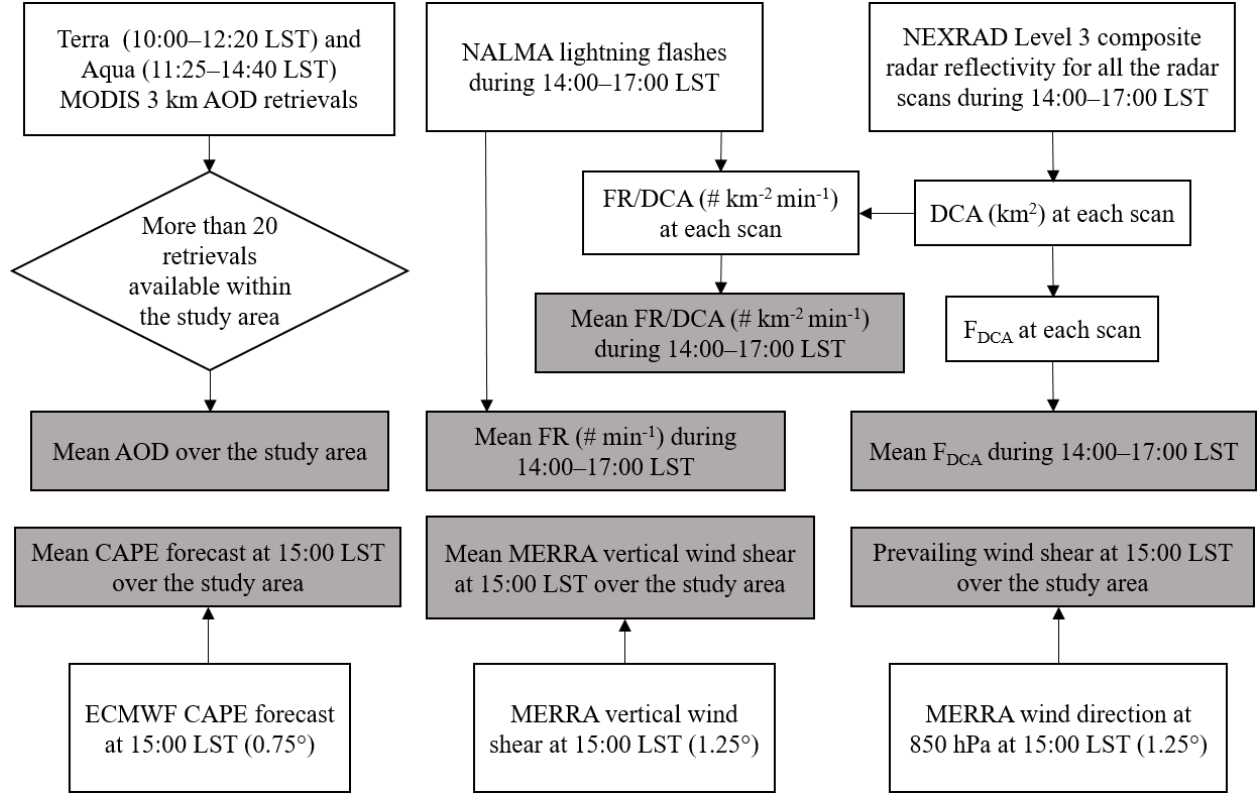 Terra  (10:00–12:20 LST) and
Aqua (11:25–14:40 LST)
MODIS 3 km AOD retrievals
NALMA lightning flashes
during 14:00–17:00 LST
NEXRAD Level 3 composite
radar reflectivity for all the radar
scans during 14:00–17:00 LST
More than 20
retrievals
available within
the study area
FR/DCA (# km⁻² min⁻¹)
at each scan
DCA (km²) at each scan
Mean FR/DCA (# km⁻² min⁻¹)
during 14:00–17:00 LST
F_DCA at each scan
Mean AOD over the study area
Mean FR (# min⁻¹) during
14:00–17:00 LST
Mean F_DCA during 14:00–17:00 LST
Mean CAPE forecast at 15:00 LST
over the study area
Mean MERRA vertical wind shear
at 15:00 LST over the study area
Prevailing wind shear at 15:00 LST
over the study area
ECMWF CAPE forecast
at 15:00 LST (0.75°)
MERRA vertical wind
shear at 15:00 LST (1.25°)
MERRA wind direction at
850 hPa at 15:00 LST (1.25°)